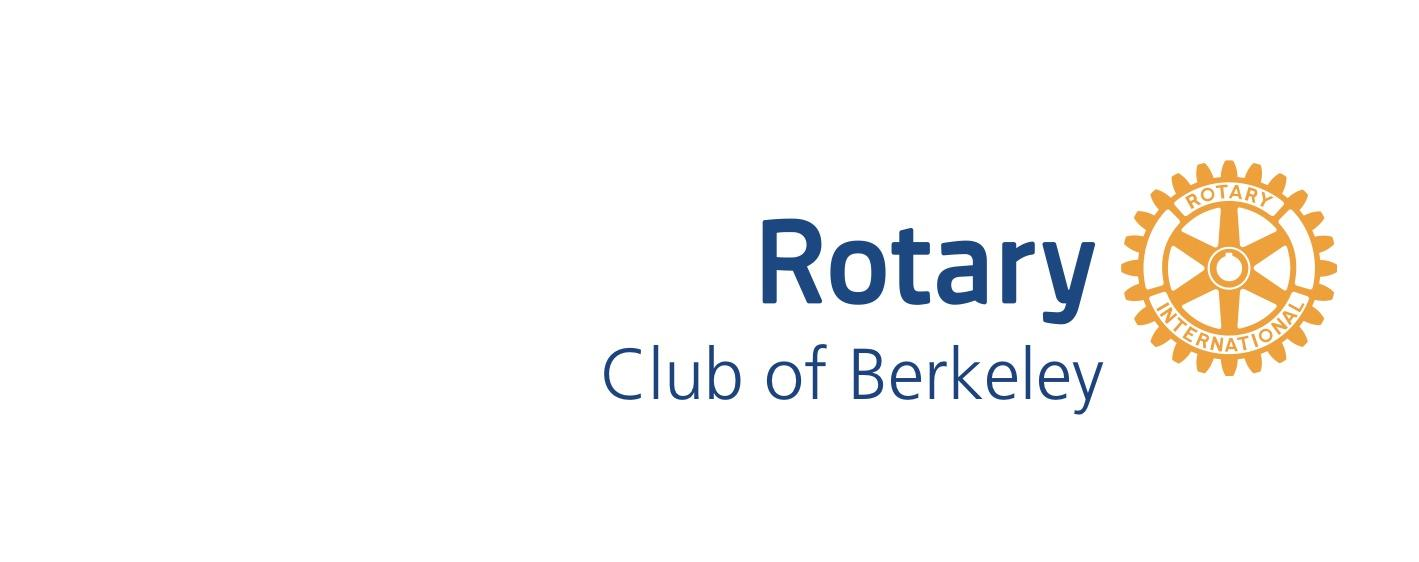 Rotary
Club of Berkeley
ROTARY
INTERNATIONAL